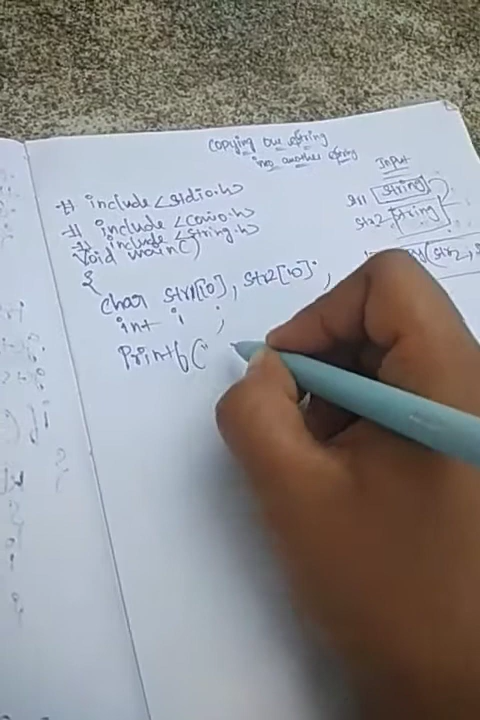 Copying one string
into another string
Input
#include<stdio.h>
#include<conio.h>
#include<string.h>
void main()
{
str1 string
str2 string
char str1[10], str2[10];
int i ;
(str2,
printf("